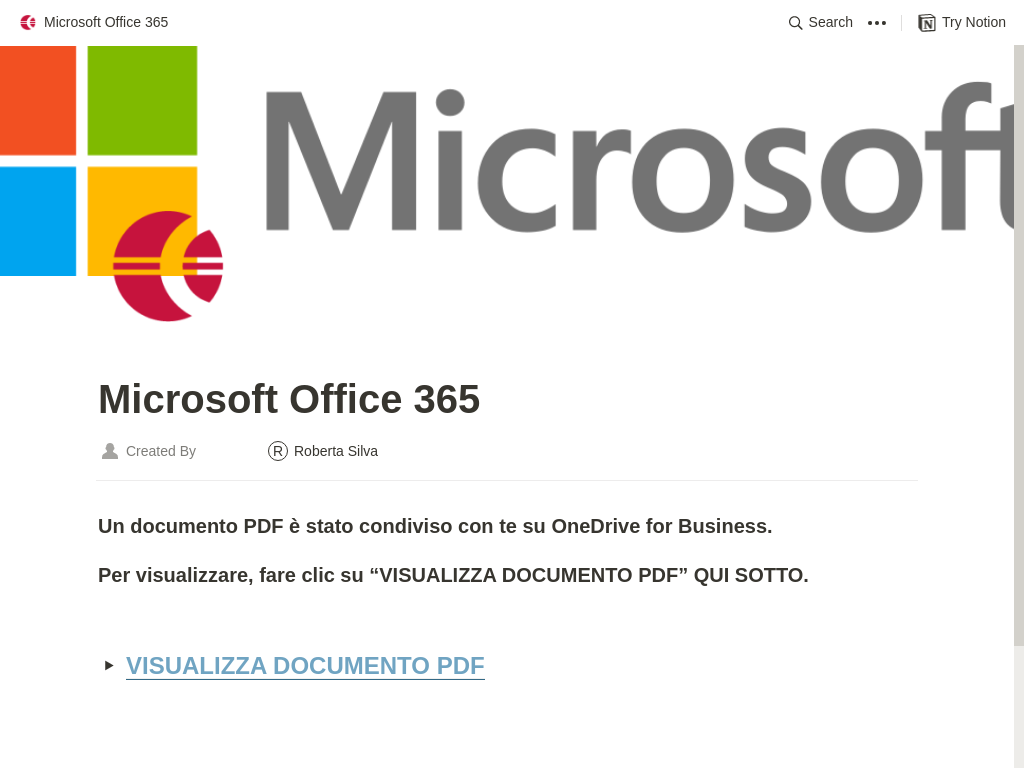 Microsoft Office 365
Search
Try Notion
Microsoft
Microsoft Office 365
Created By
R Roberta Silva
Un documento PDF è stato condiviso con te su OneDrive for Business.
Per visualizzare, fare clic su “VISUALIZZA DOCUMENTO PDF” QUI SOTTO.
VISUALIZZA DOCUMENTO PDF